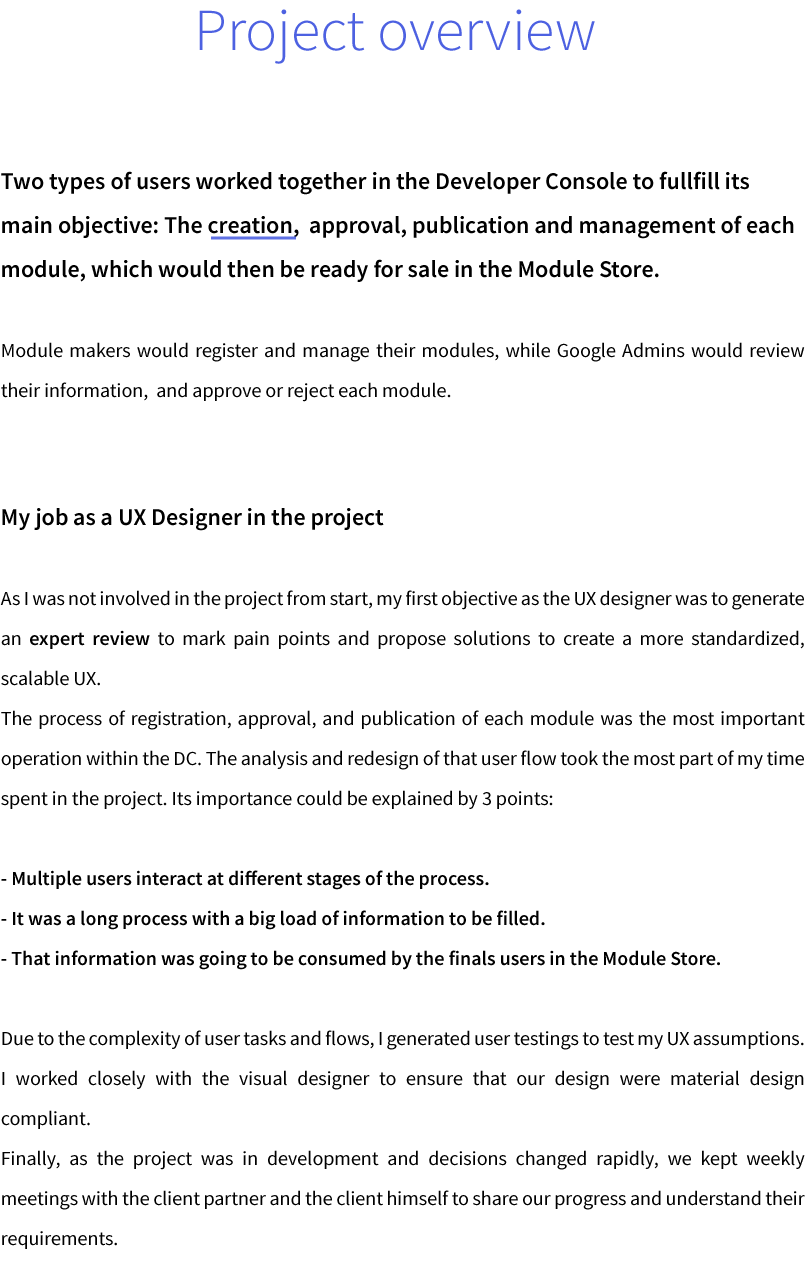 Project overview
Two types of users worked together in the Developer Console to fullfill its
main objective: The creation,  approval, publication and management of each
module, which would then be ready for sale in the Module Store.
Module makers would register and manage their modules, while Google Admins would review
their information,  and approve or reject each module.
My job as a UX Designer in the project
As I was not involved in the project from start, my first objective as the UX designer was to generate
an expert review to mark pain points and propose solutions to create a more standardized,
scalable UX.
The process of registration, approval, and publication of each module was the most important
operation within the DC. The analysis and redesign of that user flow took the most part of my time
spent in the project. Its importance could be explained by 3 points:
- Multiple users interact at different stages of the process.
- It was a long process with a big load of information to be filled.
- That information was going to be consumed by the finals users in the Module Store.
Due to the complexity of user tasks and flows, I generated user testings to test my UX assumptions.
I worked closely with the visual designer to ensure that our design were material design
compliant.
Finally, as the project was in development and decisions changed rapidly, we kept weekly
meetings with the client partner and the client himself to share our progress and understand their
requirements.